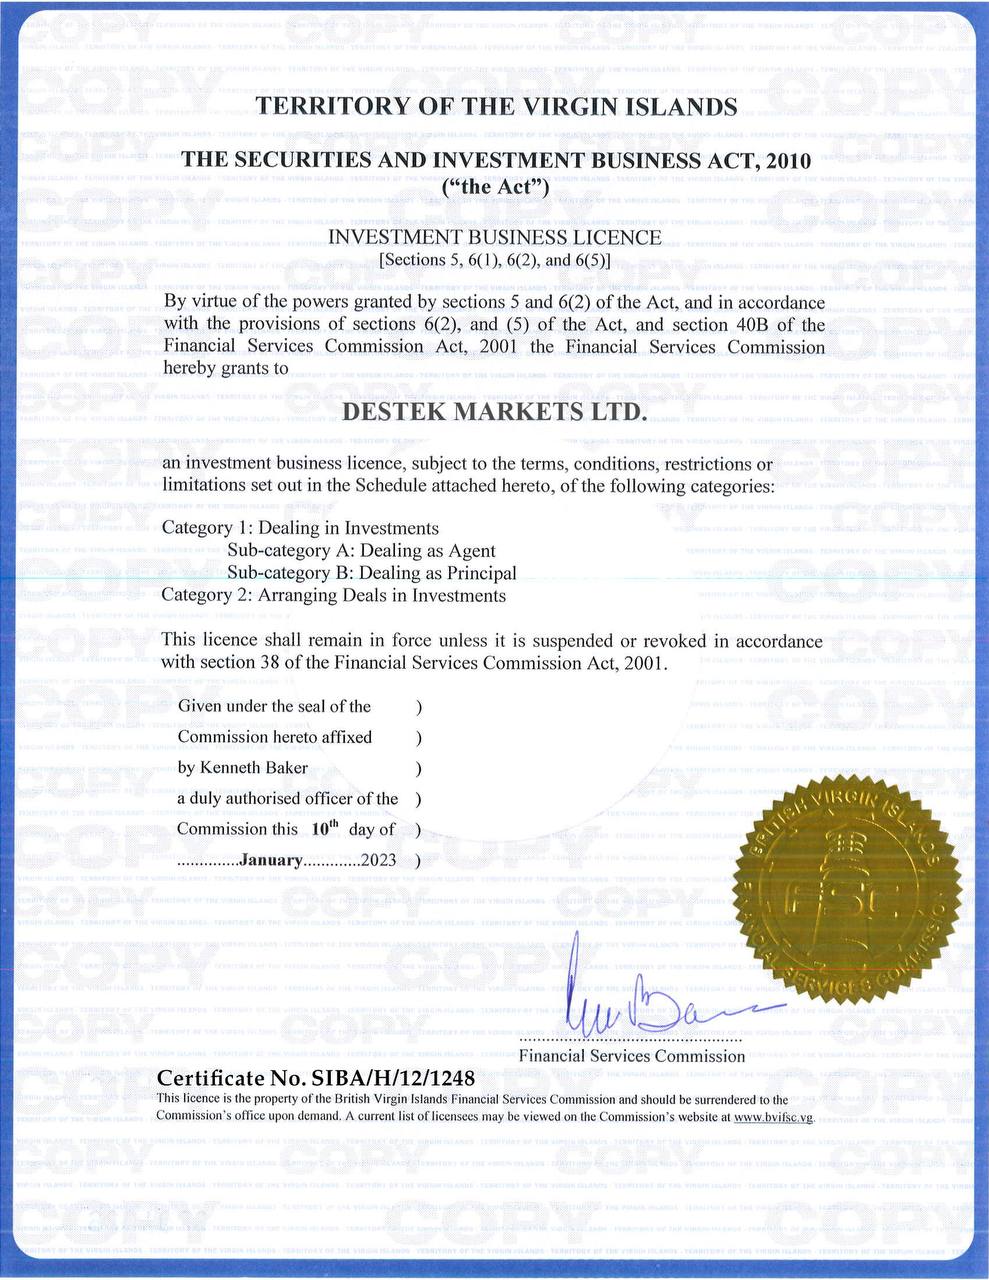 TERRITORY OF THE VIRGIN ISLANDS
THE SECURITIES AND INVESTMENT BUSINESS ACT, 2010
(“the Act”)
INVESTMENT BUSINESS LICENCE
[Sections 5, 6(1), 6(2), and 6(5)]
By virtue of the powers granted by sections 5 and 6(2) of the Act, and in accordance
with the provisions of sections 6(2), and (5) of the Act, and section 40B of the
Financial Services Commission Act, 2001 the Financial Services Commission
hereby grants to
DESTEK MARKETS LTD.
an investment business licence, subject to the terms, conditions, restrictions or
limitations set out in the Schedule attached hereto, of the following categories:
Category 1: Dealing in Investments
Sub-category A: Dealing as Agent
Sub-category B: Dealing as Principal
Category 2: Arranging Deals in Investments
This licence shall remain in force unless it is suspended or revoked in accordance
with section 38 of the Financial Services Commission Act, 2001.
Given under the seal of the )
Commission hereto affixed )
by Kenneth Baker )
a duly authorised officer of the )
Commission this 10th day of )
..............January.............2023 )
BRITISH VIRGIN ISLANDS
FINANCIAL SERVICES COMMISSION
FSC
Financial Services Commission
Certificate No. SIBA/H/12/1248
This licence is the property of the British Virgin Islands Financial Services Commission and should be surrendered to the
Commission’s office upon demand. A current list of licensees may be viewed on the Commission’s website at www.bvifsc.vg.
COPY
TERRITORY OF THE VIRGIN ISLANDS